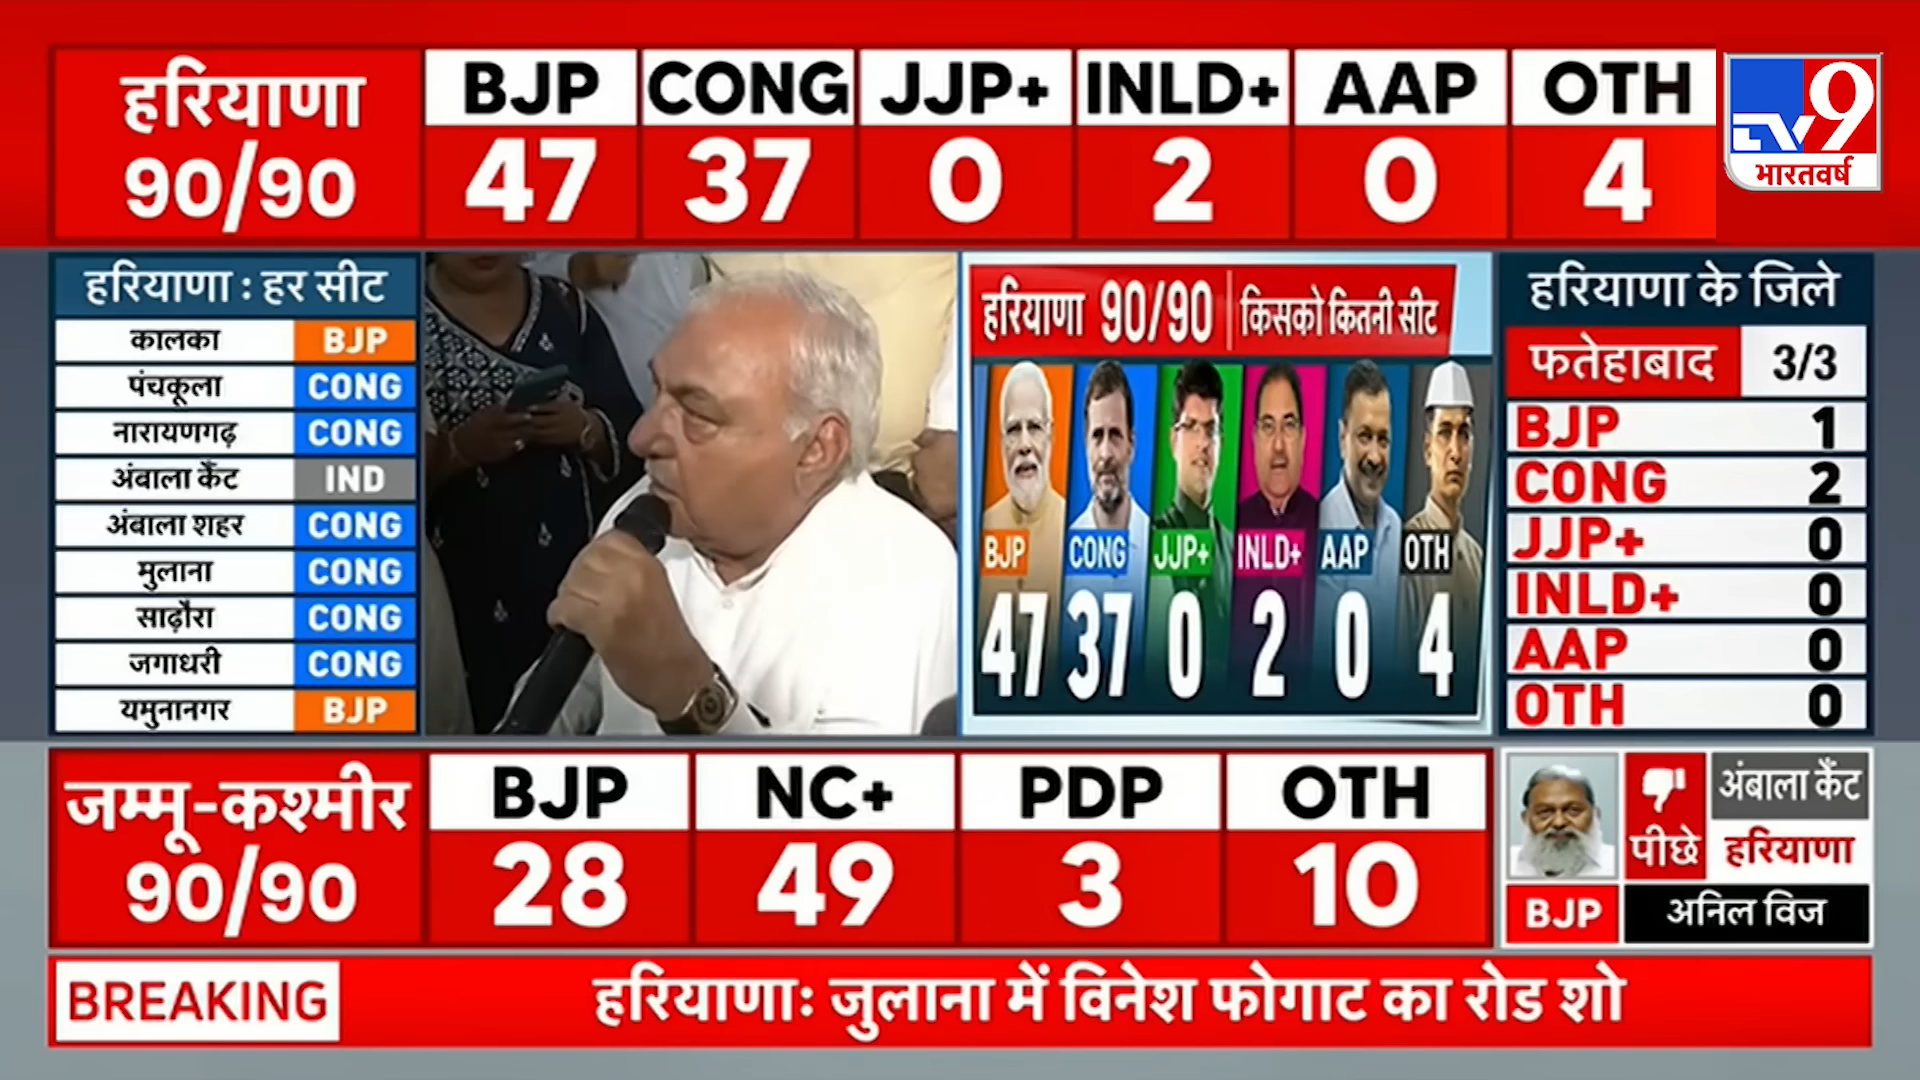 हरियाणा
90/90
BJP CONG JJP+ INLD+ AAP OTH
47 37 0 2 0 4
TV9
भारतवर्ष
हरियाणा : हर सीट
कालका BJP
पंचकूला CONG
नारायणगढ़ CONG
अंबाला कैंट IND
अंबाला शहर CONG
मुलाना CONG
साढ़ौरा CONG
जगाधरी CONG
यमुनानगर BJP
हरियाणा 90/90 किसको कितनी सीट
BJP CONG JJP+ INLD+ AAP OTH
47 37 0 2 0 4
हरियाणा के जिले
फतेहाबाद 3/3
BJP 1
CONG 2
JJP+ 0
INLD+ 0
AAP 0
OTH 0
जम्मू-कश्मीर
90/90
BJP NC+ PDP OTH
28 49 3 10
अंबाला कैंट
पीछे हरियाणा
BJP अनिल विज
BREAKING हरियाणाः जुलाना में विनेश फोगाट का रोड शो